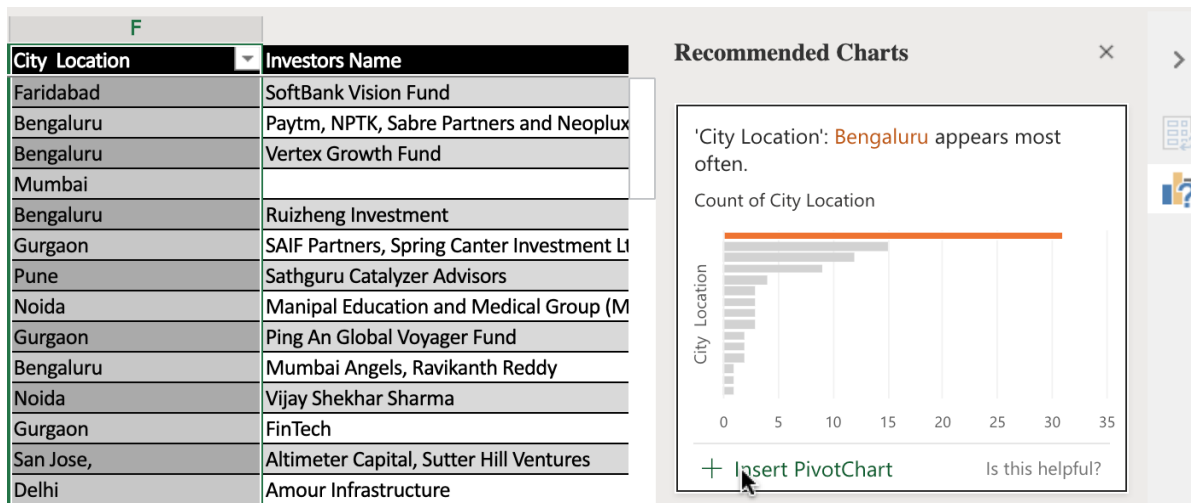 F
City Location
Investors Name
Faridabad
SoftBank Vision Fund
Bengaluru
Paytm, NPTK, Sabre Partners and Neoplux
Bengaluru
Vertex Growth Fund
Mumbai
Bengaluru
Ruizheng Investment
Gurgaon
SAIF Partners, Spring Canter Investment Lt
Pune
Sathguru Catalyzer Advisors
Noida
Manipal Education and Medical Group (M
Gurgaon
Ping An Global Voyager Fund
Bengaluru
Mumbai Angels, Ravikanth Reddy
Noida
Vijay Shekhar Sharma
Gurgaon
FinTech
San Jose,
Altimeter Capital, Sutter Hill Ventures
Delhi
Amour Infrastructure
Recommended Charts
'City Location': Bengaluru appears most
often.
Count of City Location
City Location
0 5 10 15 20 25 30 35
+ Insert PivotChart
Is this helpful?